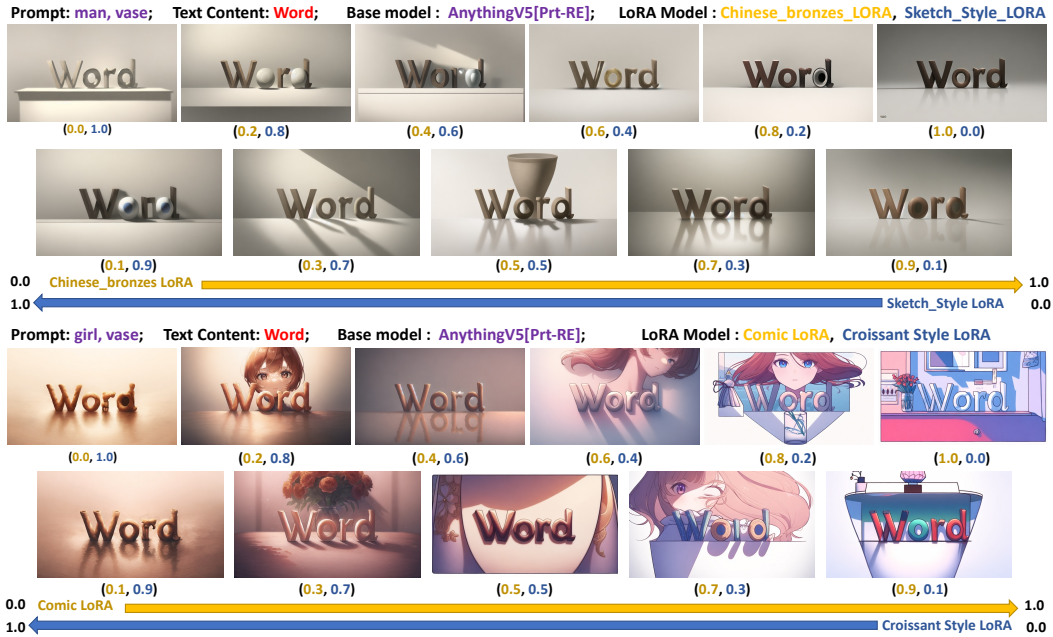 Prompt: man, vase; Text Content: Word; Base model : AnythingV5[Prt-RE]; LoRA Model : Chinese_bronzes_LORA, Sketch_Style_LORA
Word Word Word Word Word Word
(0.0, 1.0) (0.2, 0.8) (0.4, 0.6) (0.6, 0.4) (0.8, 0.2) (1.0, 0.0)
Word Word Word Word Word
(0.1, 0.9) (0.3, 0.7) (0.5, 0.5) (0.7, 0.3) (0.9, 0.1)
0.0 Chinese_bronzes LoRA 1.0
1.0 Sketch_Style LoRA 0.0
Prompt: girl, vase; Text Content: Word; Base model : AnythingV5[Prt-RE]; LoRA Model : Comic LoRA, Croissant Style LoRA
Word Word Word Word Word Word
(0.0, 1.0) (0.2, 0.8) (0.4, 0.6) (0.6, 0.4) (0.8, 0.2) (1.0, 0.0)
Word Word Word Word Word
(0.1, 0.9) (0.3, 0.7) (0.5, 0.5) (0.7, 0.3) (0.9, 0.1)
0.0 Comic LoRA 1.0
1.0 Croissant Style LoRA 0.0